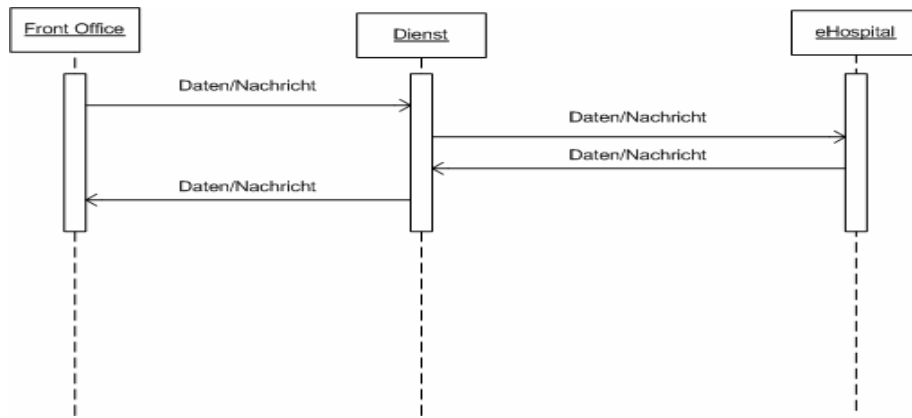 Front Office
Dienst
eHospital
Daten/Nachricht
Daten/Nachricht
Daten/Nachricht
Daten/Nachricht